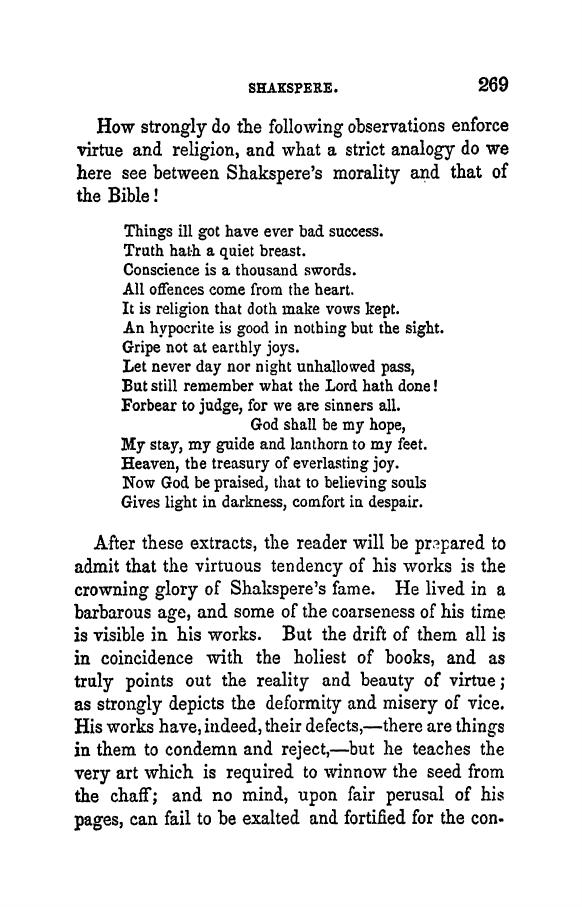 SHAKSPERE. 269
How strongly do the following observations enforce
virtue and religion, and what a strict analogy do we
here see between Shakspere's morality and that of
the Bible!
Things ill got have ever bad success.
Truth hath a quiet breast.
Conscience is a thousand swords.
All offences come from the heart.
It is religion that doth make vows kept.
An hypocrite is good in nothing but the sight.
Gripe not at earthly joys.
Let never day nor night unhallowed pass,
But still remember what the Lord hath done!
Forbear to judge, for we are sinners all.
God shall be my hope,
My stay, my guide and lanthorn to my feet.
Heaven, the treasury of everlasting joy.
Now God be praised, that to believing souls
Gives light in darkness, comfort in despair.
After these extracts, the reader will be prepared to
admit that the virtuous tendency of his works is the
crowning glory of Shakspere's fame. He lived in a
barbarous age, and some of the coarseness of his time
is visible in his works. But the drift of them all is
in coincidence with the holiest of books, and as
truly points out the reality and beauty of virtue;
as strongly depicts the deformity and misery of vice.
His works have, indeed, their defects,—there are things
in them to condemn and reject,—but he teaches the
very art which is required to winnow the seed from
the chaff; and no mind, upon fair perusal of his
pages, can fail to be exalted and fortified for the con-